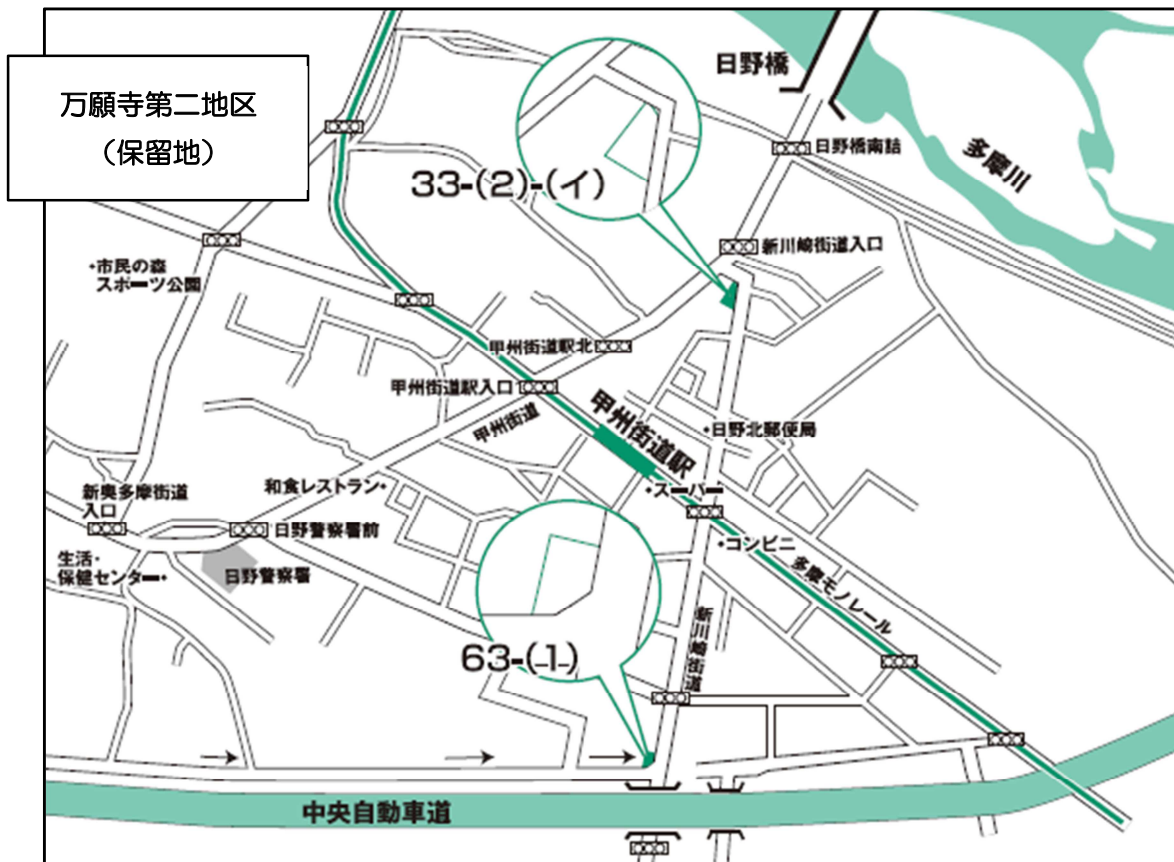 万願寺第二地区
（保留地）
日野橋
日野橋南詰
多摩川
33-(2)-(イ)
新川崎街道入口
・市民の森
スポーツ公園
甲州街道駅北
甲州街道駅入口
甲州街道
甲州街道駅
・日野北郵便局
・スーパー
和食レストラン・
新奥多摩街道
入口
日野警察署前
・コンビニ
生活・
保健センター・
日野警察署
多摩モノレール
新川崎街道
63-(1)
中央自動車道